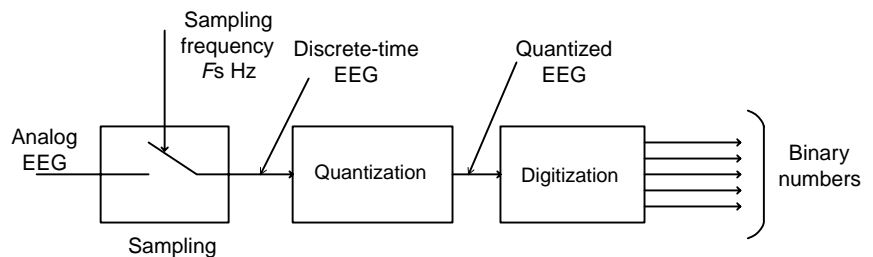 Sampling
frequency
Fs Hz
Discrete-time
EEG
Quantized
EEG
Analog
EEG
Quantization
Digitization
Binary
numbers
Sampling